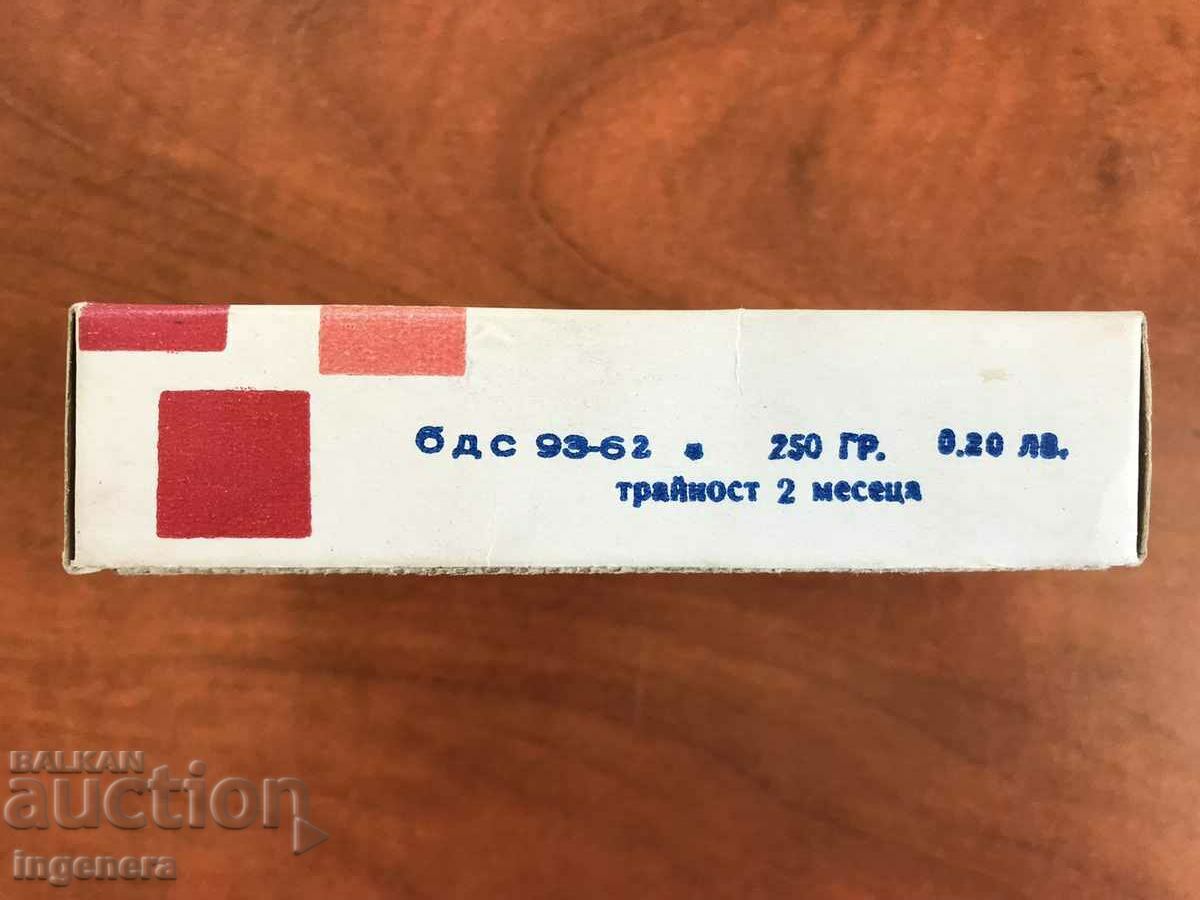 бдс 93-62 . 250 ГР. 0.20 лв.
трайност 2 месеца
BALKAN
auction
ingenera